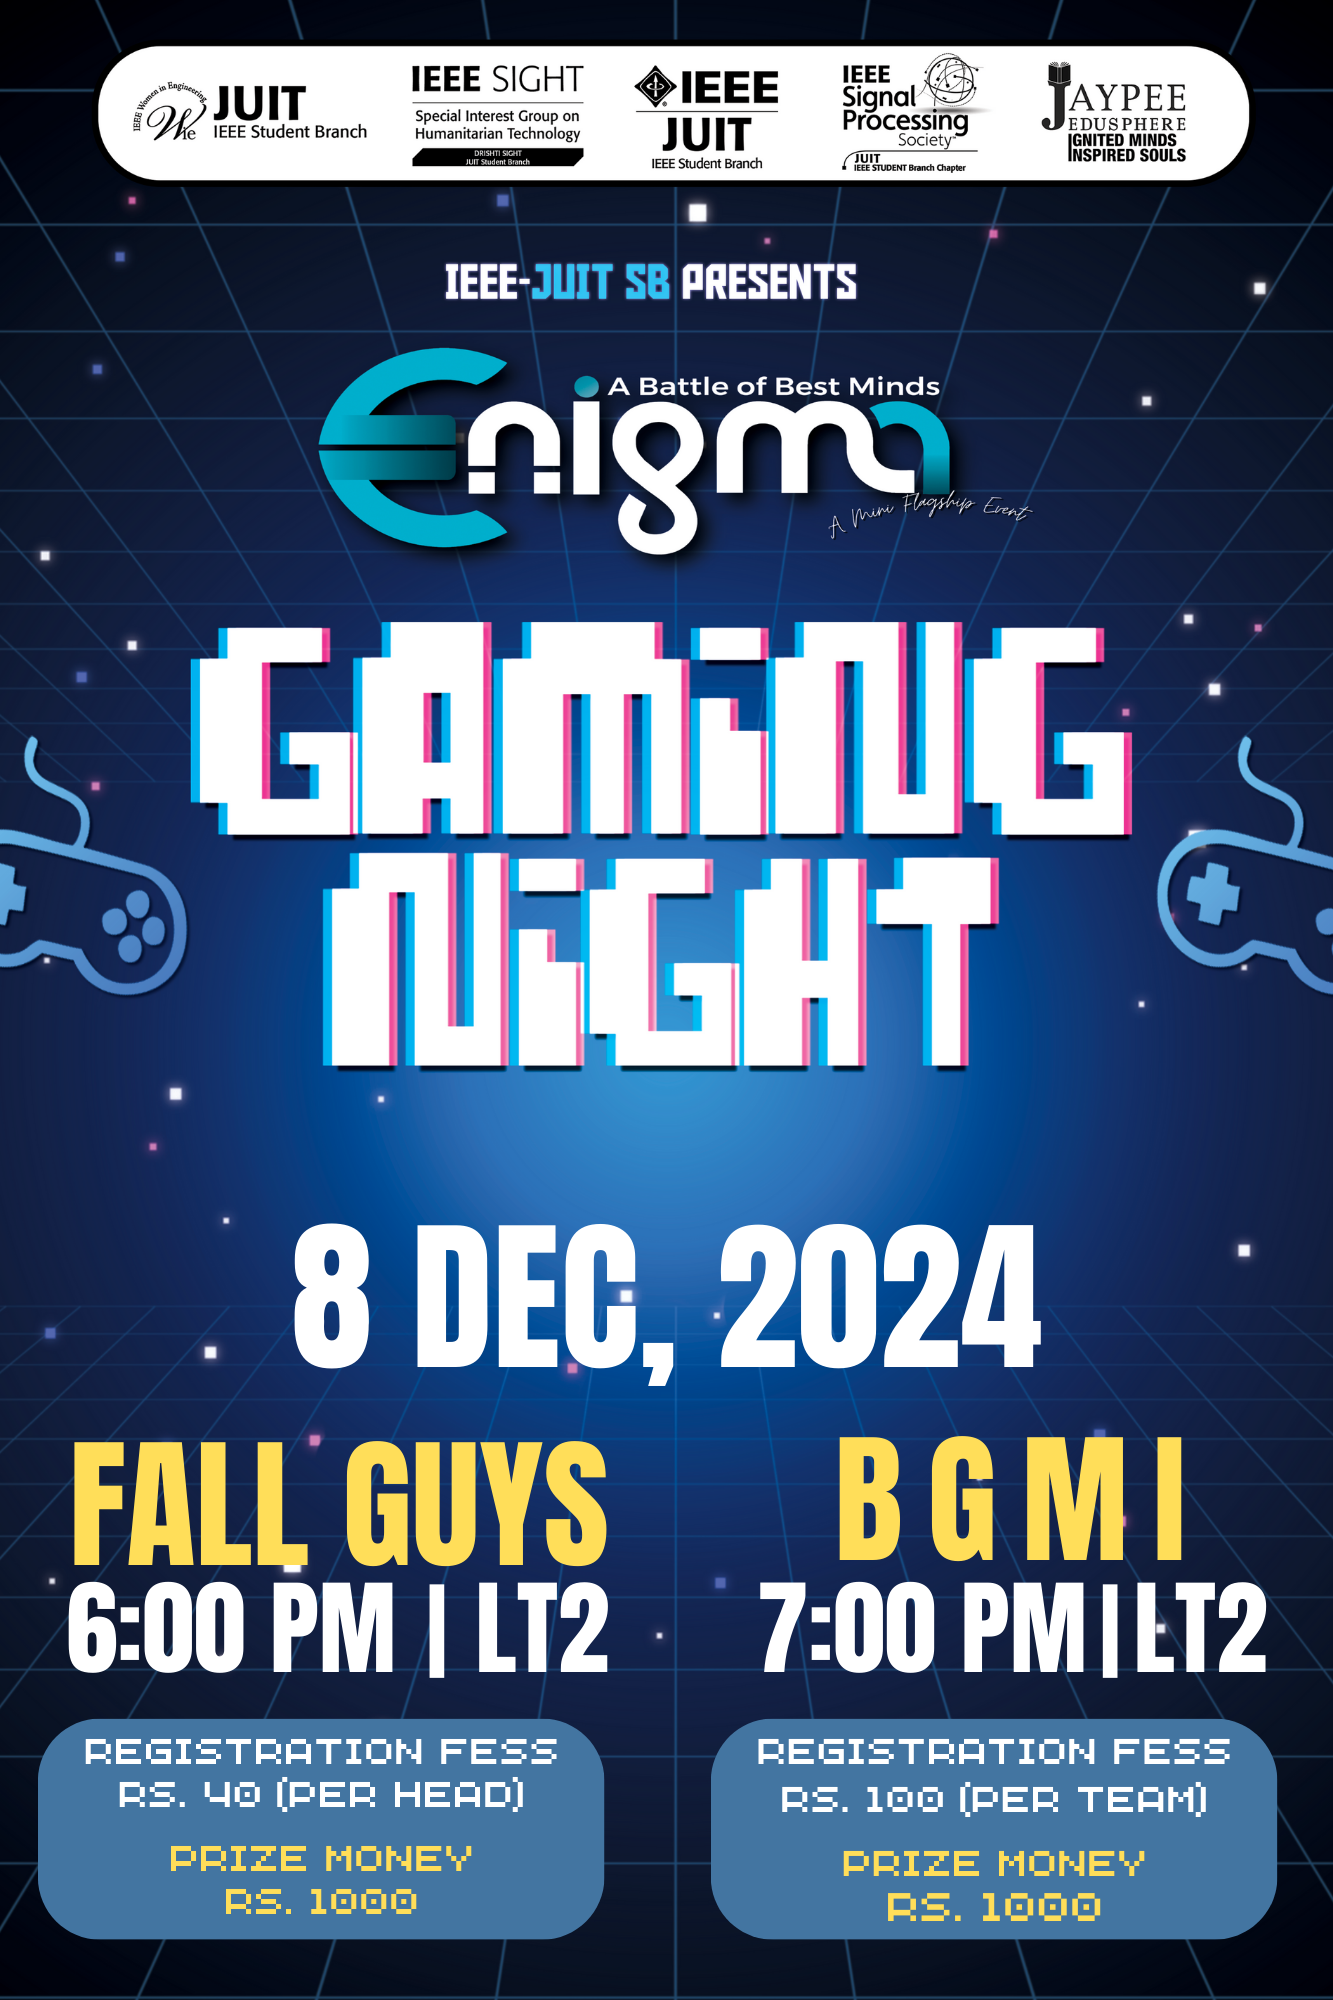 IEEE Women in Engineering
Wie
JUIT
IEEE Student Branch
IEEE SIGHT
Special Interest Group on
Humanitarian Technology
DRISHTI SIGHT
JUIT Student Branch
IEEE
JUIT
IEEE Student Branch
IEEE
Signal
Processing
Society™
JUIT
IEEE STUDENT Branch Chapter
JAYPEE
EDUSPHERE
IGNITED MINDS
INSPIRED SOULS
IEEE-JUIT SB PRESENTS
A Battle of Best Minds
Enigma
A Mini Flagship Event
GAMiNG
NiGHT
8 DEC, 2024
FALL GUYS
6:00 PM | LT2
REGISTRATION FESS
RS. 40 (PER HEAD)
PRIZE MONEY
RS. 1000
BGMI
7:00 PM|LT2
REGISTRATION FESS
RS. 100 (PER TEAM)
PRIZE MONEY
RS. 1000